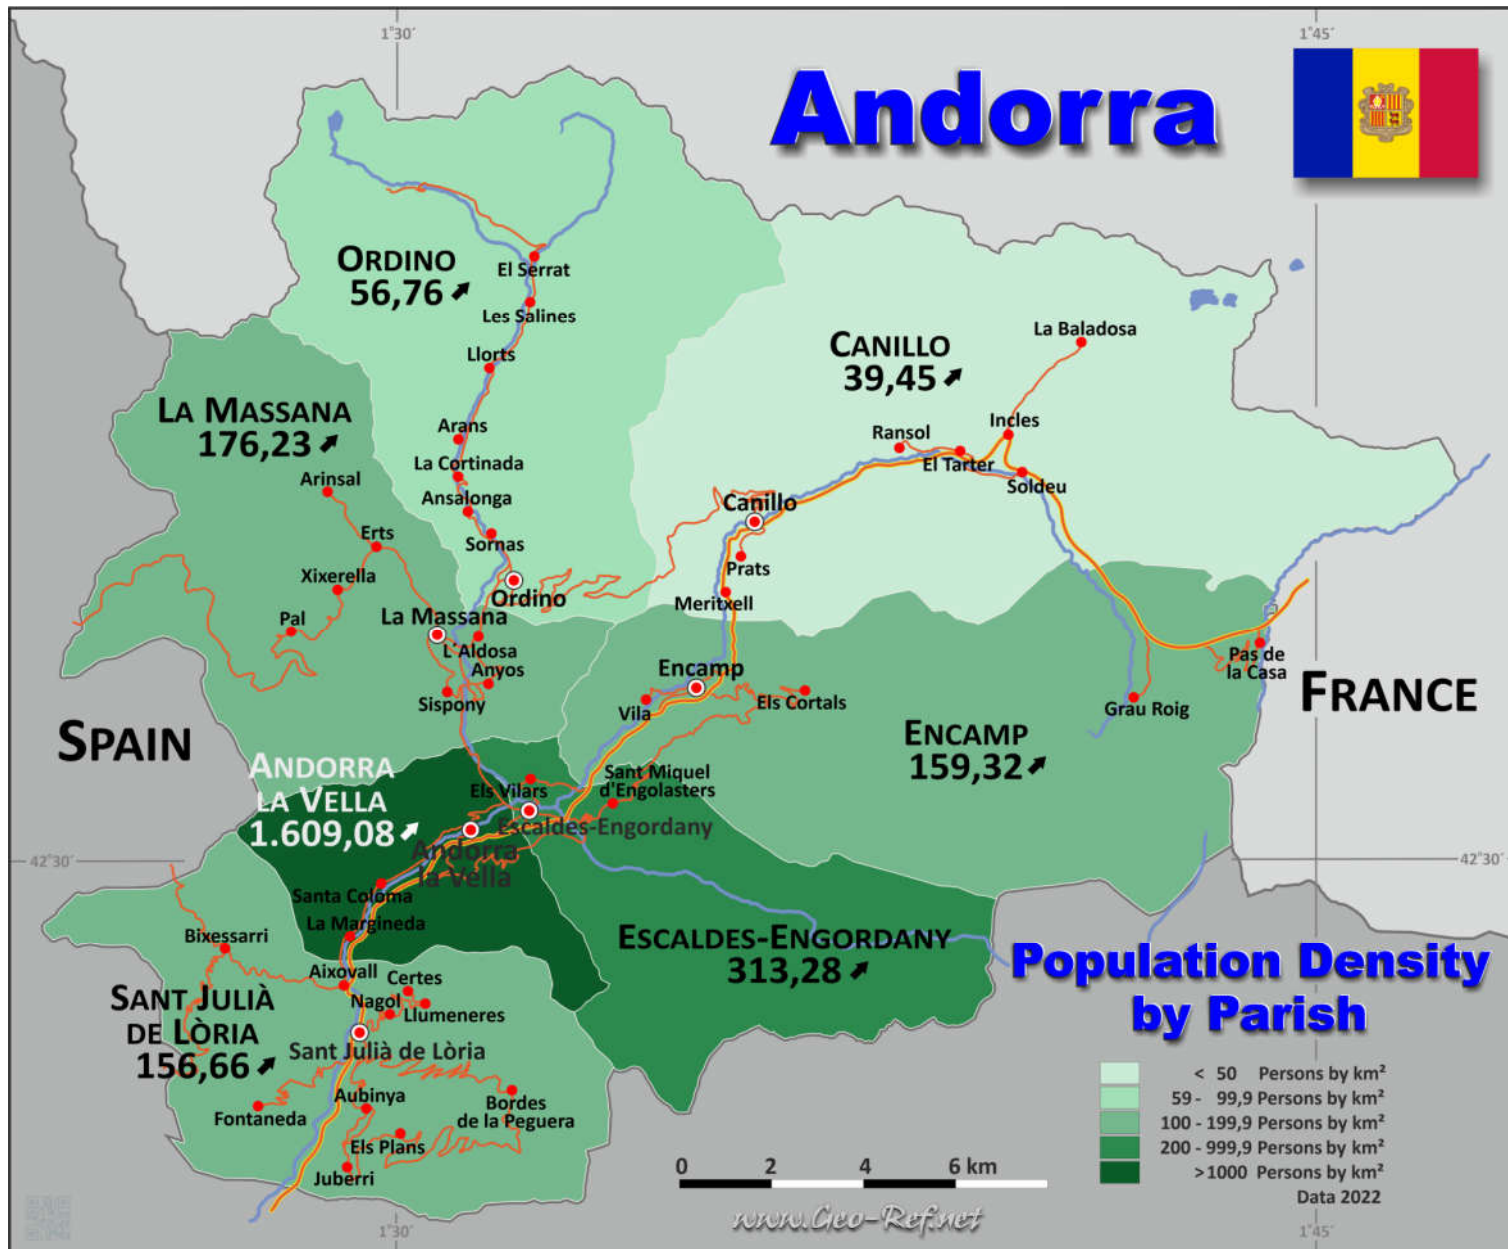 1°30´
1°45´
Andorra
ORDINO
56,76
El Serrat
Les Salines
Llorts
Arans
La Cortinada
Ansalonga
Sornas
Ordino
CANILLO
39,45
La Baladosa
Incles
Ransol
El Tarter
Soldeu
Canillo
Prats
Meritxell
LA MASSANA
176,23
Arinsal
Erts
Xixerella
Pal
La Massana
L´Aldosa
Anyos
Sispony
Encamp
Vila
Els Cortals
Grau Roig
Pas de
la Casa
ENCAMP
159,32
SPAIN
FRANCE
ANDORRA
LA VELLA
1.609,08
Els Vilars
Sant Miquel
d'Engolasters
Escaldes-Engordany
Andorra
la Vella
Santa Coloma
La Margineda
42°30´
42°30´
ESCALDES-ENGORDANY
313,28
Bixessarri
Aixovall
Certes
Nagol
Llumeneres
SANT JULIÀ
DE LÒRIA
156,66
Sant Julià de Lòria
Fontaneda
Aubinya
Bordes
de la Peguera
Els Plans
Juberri
Population Density
by Parish
< 50 Persons by km²
59 - 99,9 Persons by km²
100 - 199,9 Persons by km²
200 - 999,9 Persons by km²
>1000 Persons by km²
Data 2022
0 2 4 6 km
www.Geo-Ref.net
1°30´
1°45´